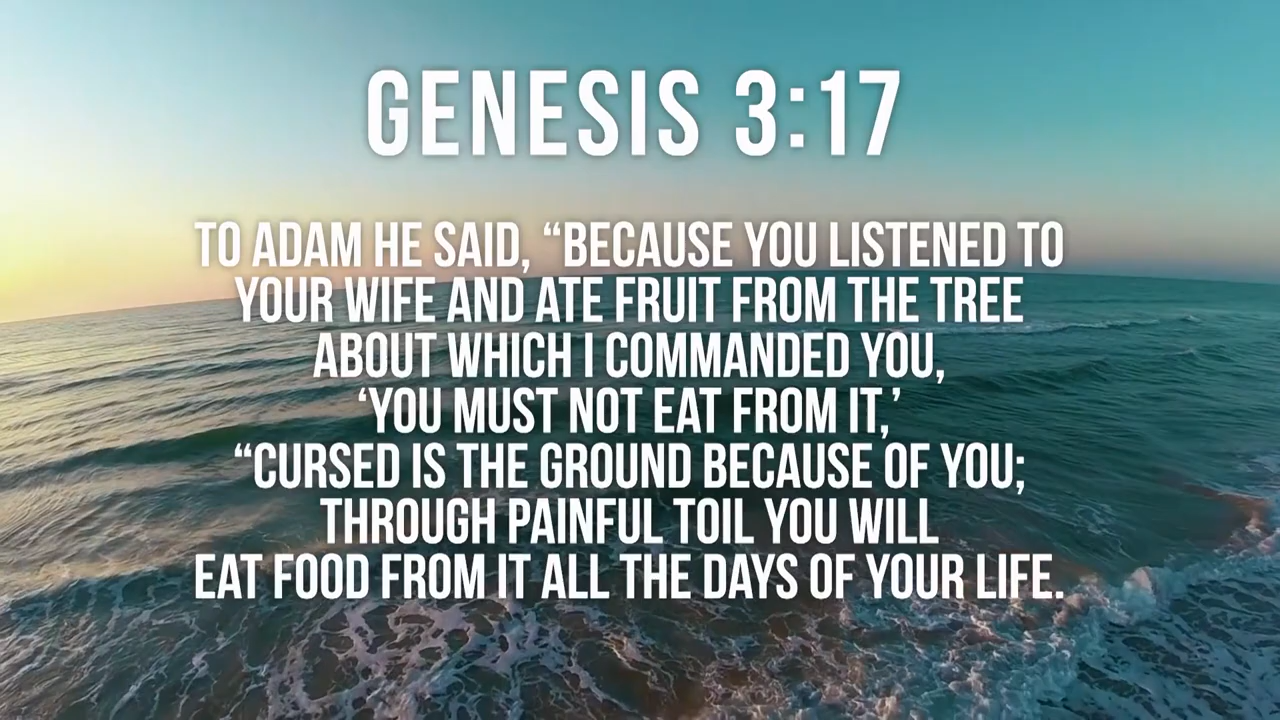 GENESIS 3:17
TO ADAM HE SAID, “BECAUSE YOU LISTENED TO
YOUR WIFE AND ATE FRUIT FROM THE TREE
ABOUT WHICH I COMMANDED YOU,
‘YOU MUST NOT EAT FROM IT,’
“CURSED IS THE GROUND BECAUSE OF YOU;
THROUGH PAINFUL TOIL YOU WILL
EAT FOOD FROM IT ALL THE DAYS OF YOUR LIFE.